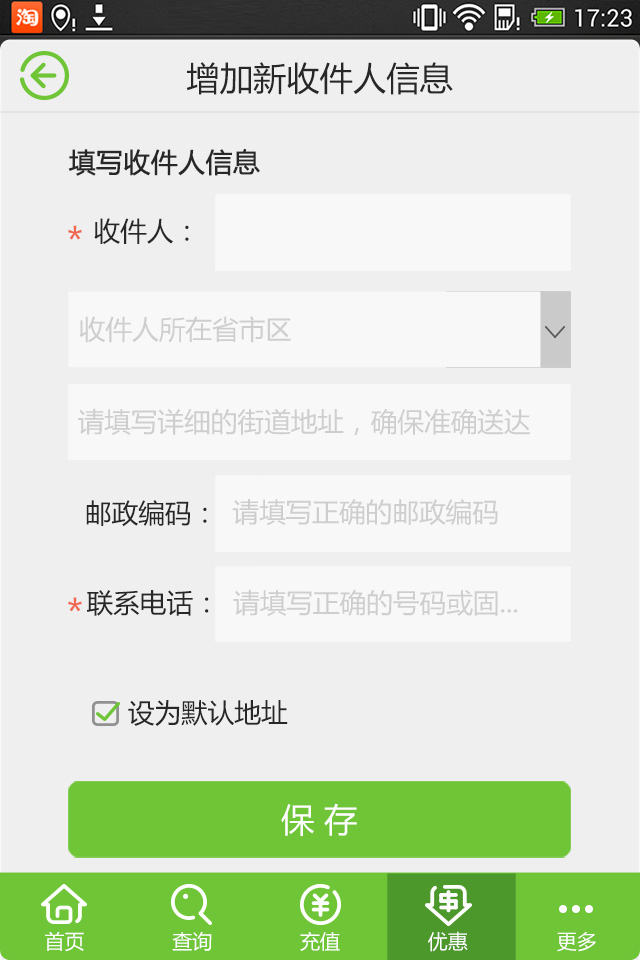 淘 17:23
增加新收件人信息
填写收件人信息
* 收件人：
收件人所在省市区
请填写详细的街道地址，确保准确送达
邮政编码： 请填写正确的邮政编码
*联系电话： 请填写正确的号码或固...
设为默认地址
保 存
首页 查询 充值 优惠 更多